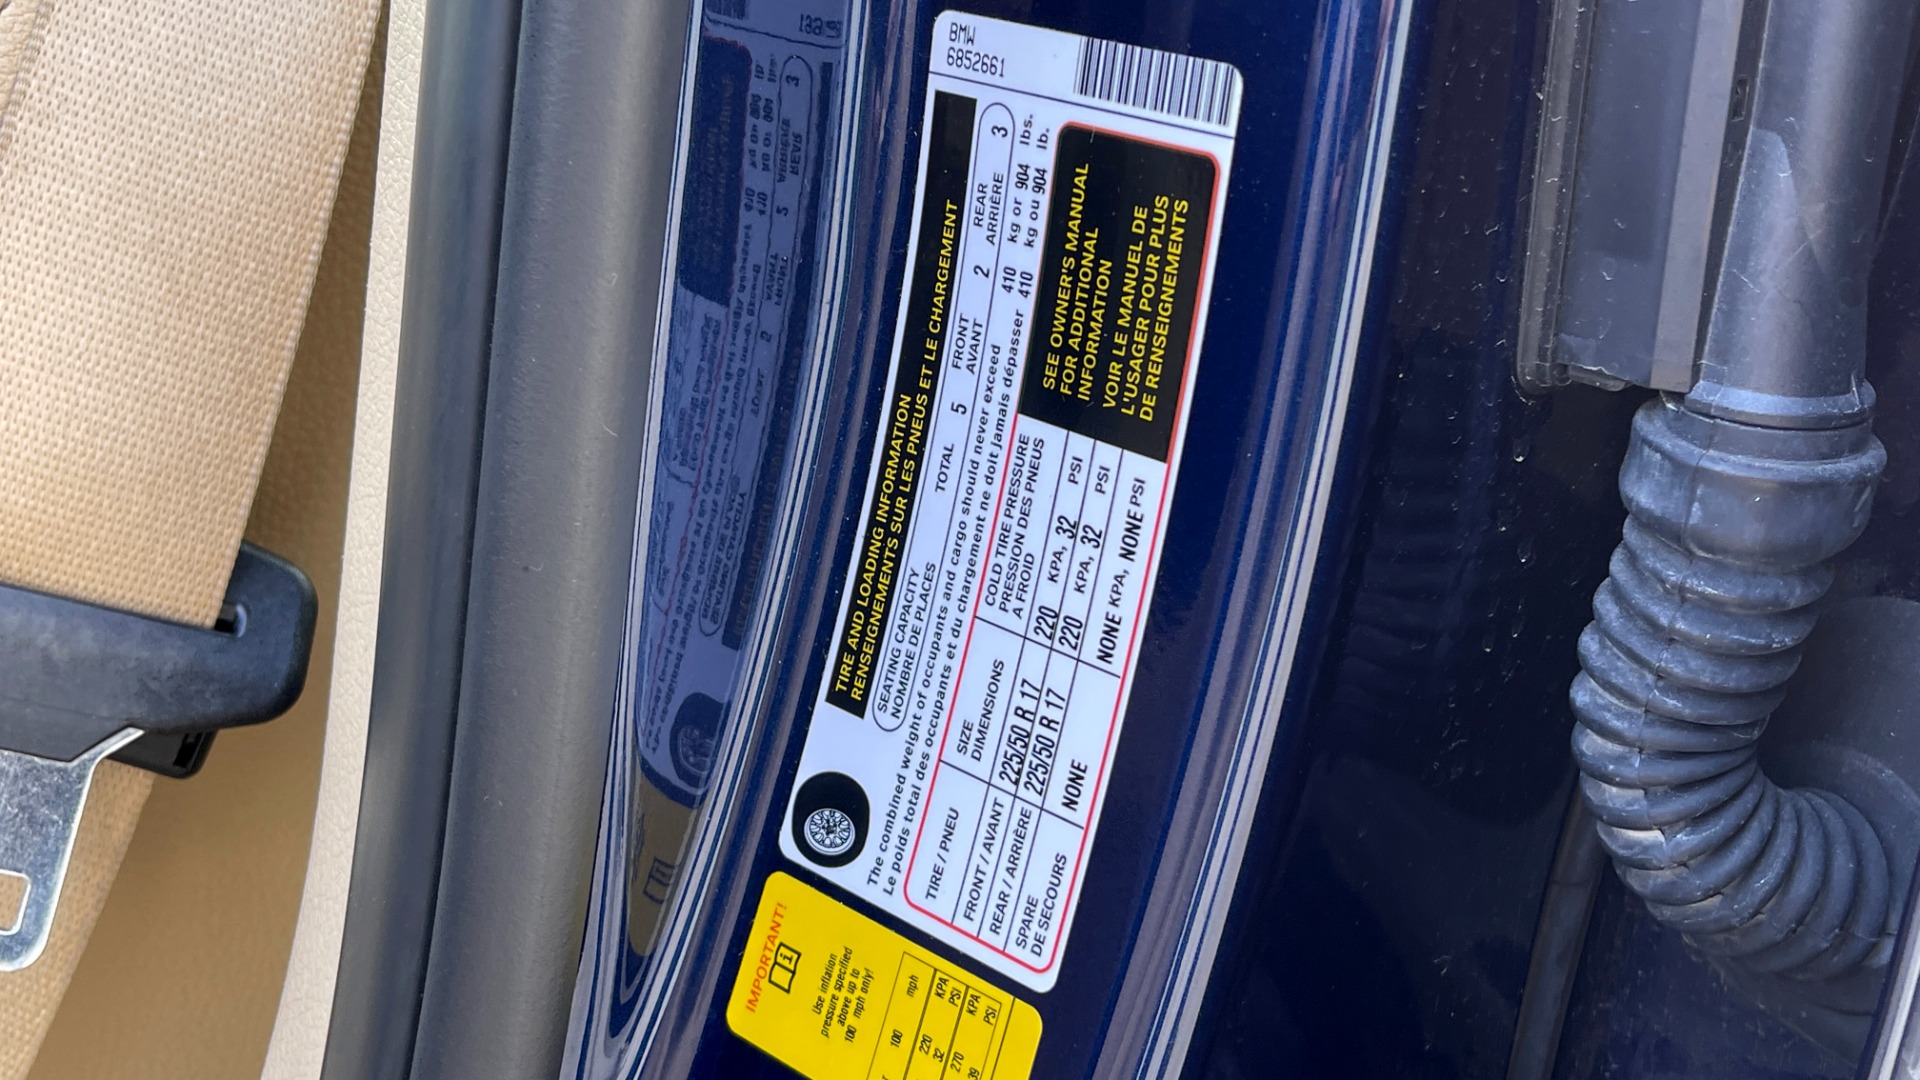 BMW
6852661
TIRE AND LOADING INFORMATION
RENSEIGNEMENTS SUR LES PNEUS ET LE CHARGEMENT
SEATING CAPACITY TOTAL 5 FRONT 2 REAR 3
NOMBRE DE PLACES AVANT ARRIÈRE
The combined weight of occupants and cargo should never exceed 410 kg or 904 lbs.
Le poids total des occupants et du chargement ne doit jamais dépasser 410 kg ou 904 lb.
TIRE / PNEU SIZE COLD TIRE PRESSURE
DIMENSIONS PRESSION DES PNEUS
A FROID
FRONT / AVANT 225/50 R 17 220 KPA, 32 PSI
REAR / ARRIÈRE 225/50 R 17 220 KPA, 32 PSI
SPARE
DE SECOURS NONE NONE KPA, NONE PSI
SEE OWNER'S MANUAL
FOR ADDITIONAL
INFORMATION
VOIR LE MANUEL DE
L'USAGER POUR PLUS
DE RENSEIGNEMENTS
IMPORTANT!
i
Use inflation
pressure specified
above up to
100 mph only!
100 mph
220 KPA
32 PSI
270 KPA
39 PSI